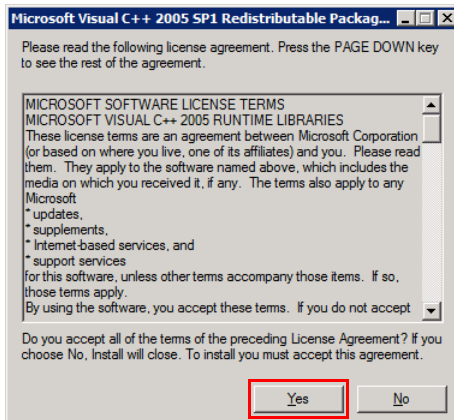 Microsoft Visual C++ 2005 SP1 Redistributable Packag...
Please read the following license agreement. Press the PAGE DOWN key
to see the rest of the agreement.
MICROSOFT SOFTWARE LICENSE TERMS
MICROSOFT VISUAL C++ 2005 RUNTIME LIBRARIES
These license terms are an agreement between Microsoft Corporation
(or based on where you live, one of its affiliates) and you. Please read
them. They apply to the software named above, which includes the
media on which you received it, if any. The terms also apply to any
Microsoft
* updates,
* supplements,
* Internet-based services, and
* support services
for this software, unless other terms accompany those items. If so,
those terms apply.
By using the software, you accept these terms. If you do not accept
Do you accept all of the terms of the preceding License Agreement? If you
choose No, Install will close. To install you must accept this agreement.
Yes No